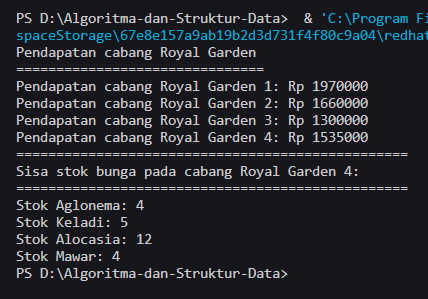 PS D:\Algoritma-dan-Struktur-Data>  & 'C:\Program Fi
spaceStorage\67e8e157a9ab19b2d3d731f4f80c9a04\redhat
Pendapatan cabang Royal Garden
===============================
Pendapatan cabang Royal Garden 1: Rp 1970000
Pendapatan cabang Royal Garden 2: Rp 1660000
Pendapatan cabang Royal Garden 3: Rp 1300000
Pendapatan cabang Royal Garden 4: Rp 1535000
=================================================
Sisa stok bunga pada cabang Royal Garden 4:
=================================================
Stok Aglonema: 4
Stok Keladi: 5
Stok Alocasia: 12
Stok Mawar: 4
PS D:\Algoritma-dan-Struktur-Data>